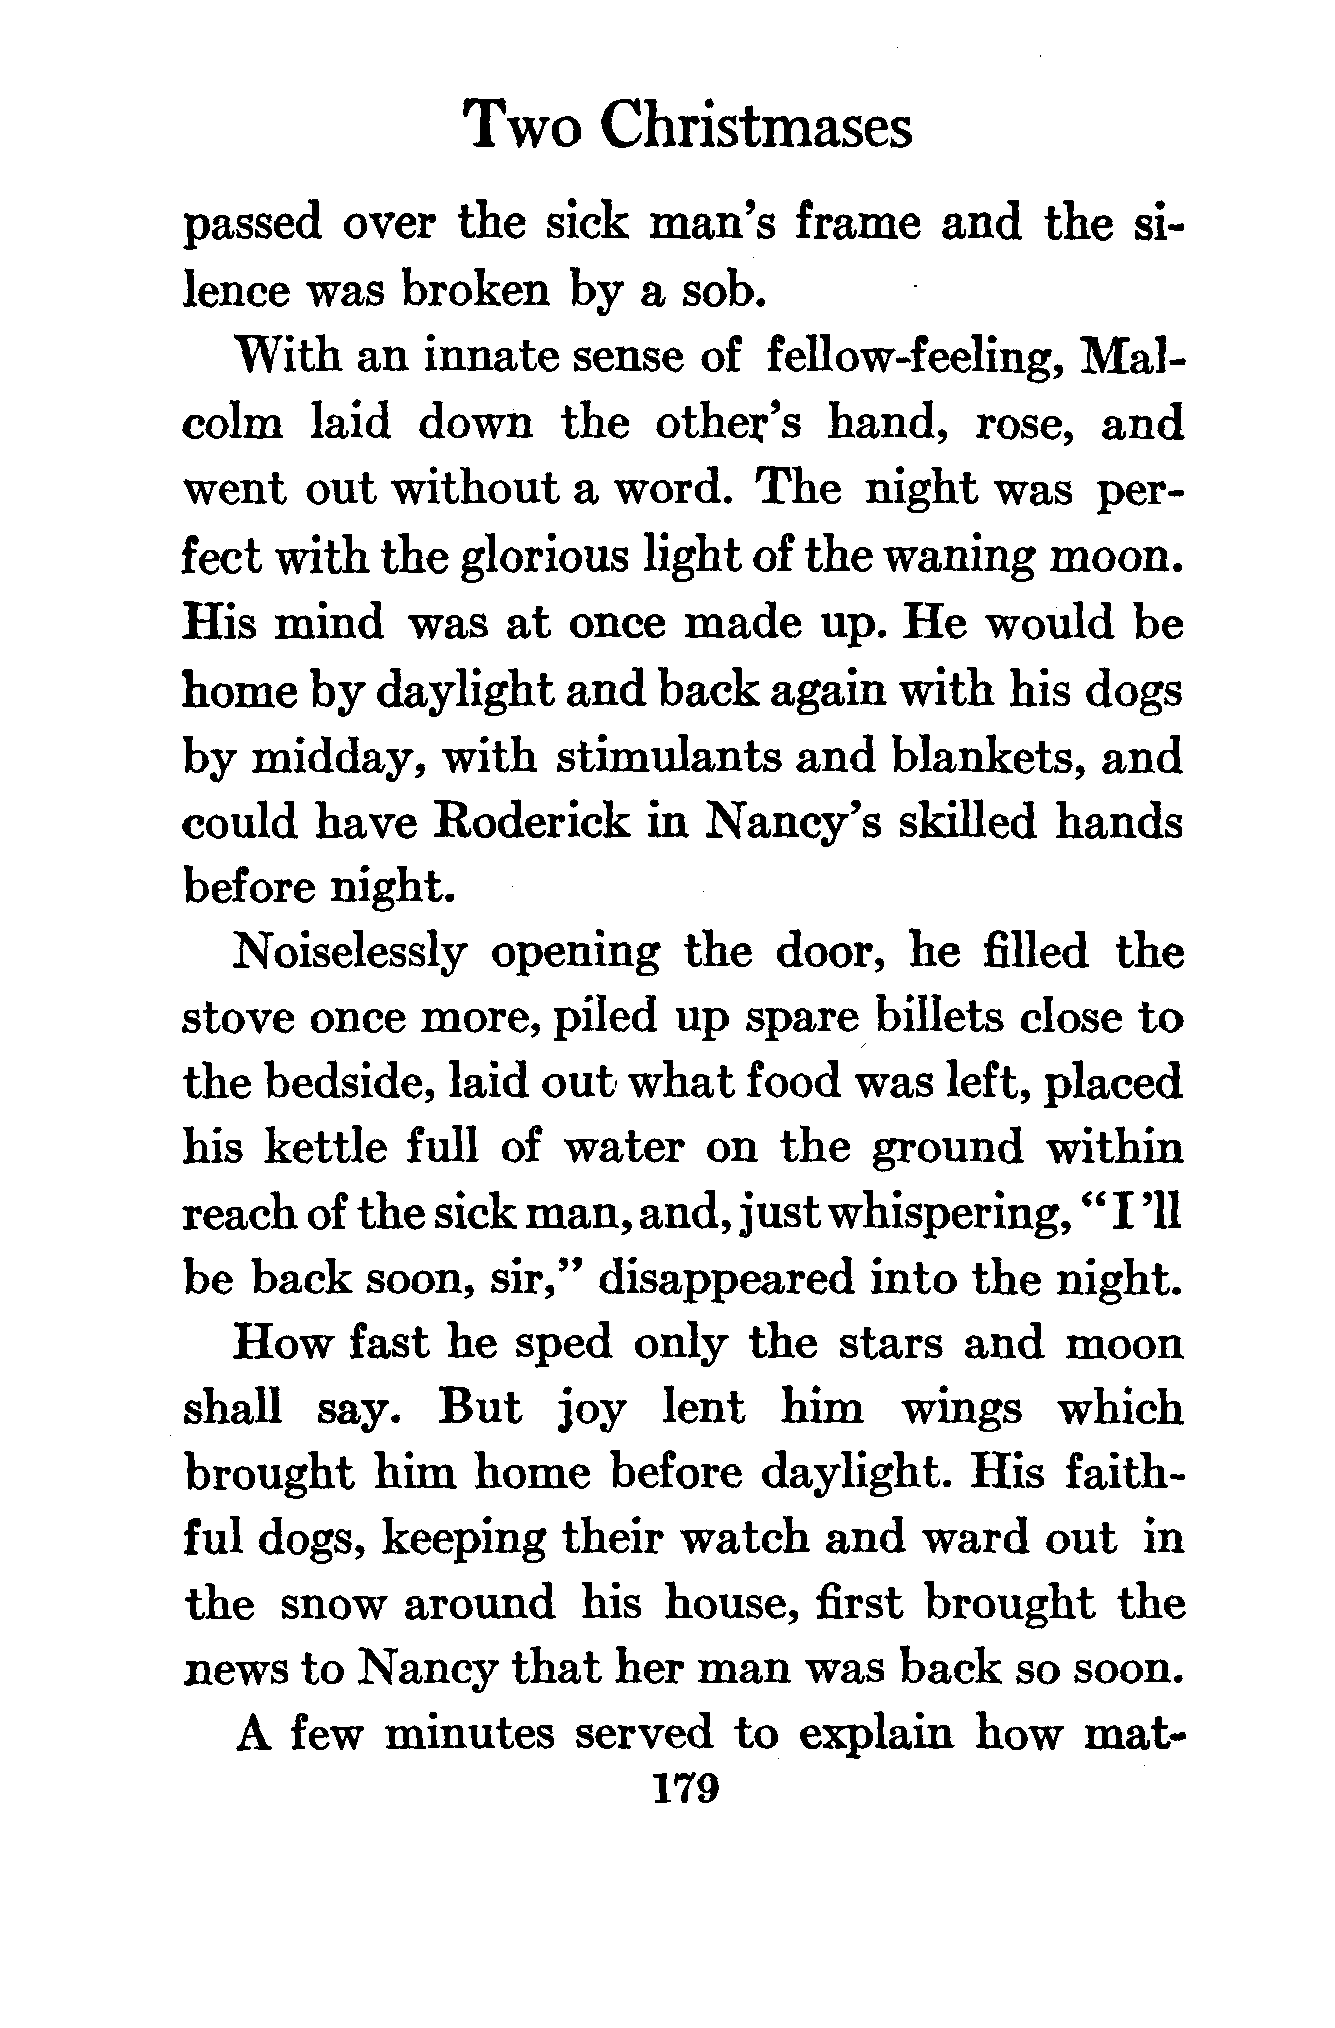 Two Christmases
passed over the sick man's frame and the si-
lence was broken by a sob.
With an innate sense of fellow-feeling, Mal-
colm laid down the other's hand, rose, and
went out without a word. The night was per-
fect with the glorious light of the waning moon.
His mind was at once made up. He would be
home by daylight and back again with his dogs
by midday, with stimulants and blankets, and
could have Roderick in Nancy's skilled hands
before night.
Noiselessly opening the door, he filled the
stove once more, piled up spare billets close to
the bedside, laid out what food was left, placed
his kettle full of water on the ground within
reach of the sick man, and, just whispering, "I'll
be back soon, sir," disappeared into the night.
How fast he sped only the stars and moon
shall say. But joy lent him wings which
brought him home before daylight. His faith-
ful dogs, keeping their watch and ward out in
the snow around his house, first brought the
news to Nancy that her man was back so soon.
A few minutes served to explain how mat-
179